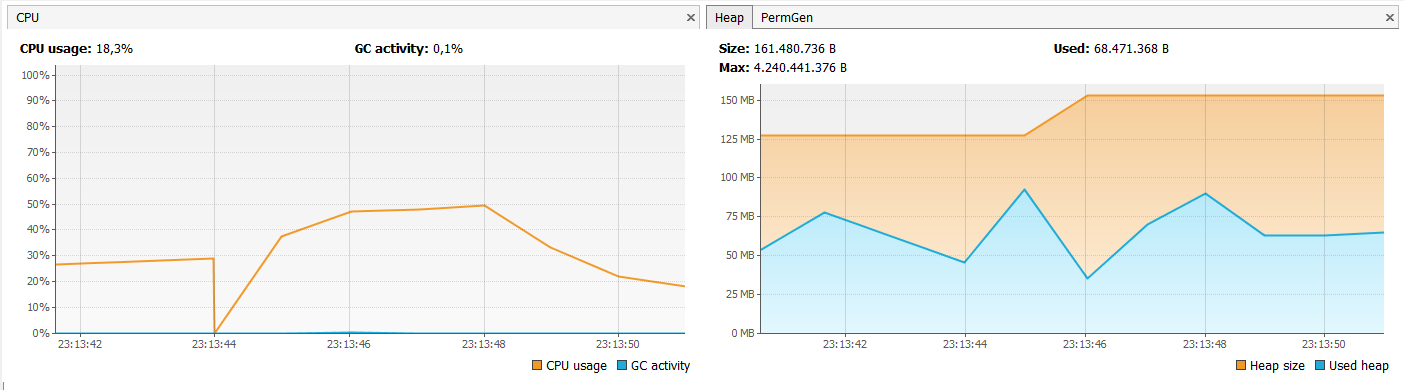 CPU
CPU usage: 18,3%
GC activity: 0,1%
100%
90%
80%
70%
60%
50%
40%
30%
20%
10%
0%
23:13:42 23:13:44 23:13:46 23:13:48 23:13:50
CPU usage GC activity
Heap PermGen
Size: 161.480.736 B
Used: 68.471.368 B
Max: 4.240.441.376 B
150 MB
125 MB
100 MB
75 MB
50 MB
25 MB
0 MB
23:13:42 23:13:44 23:13:46 23:13:48 23:13:50
Heap size Used heap